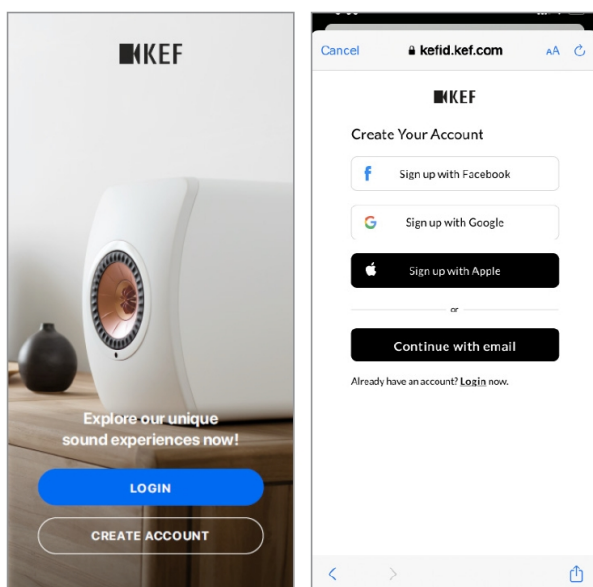 KEF
Explore our unique
sound experiences now!
LOGIN
CREATE ACCOUNT
Cancel
kefid.kef.com
AA
KEF
Create Your Account
f
Sign up with Facebook
G
Sign up with Google
Sign up with Apple
or
Continue with email
Already have an account? Login now.